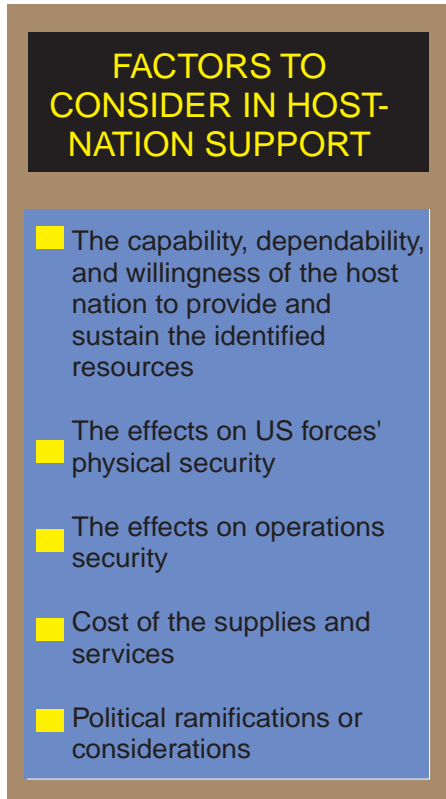 FACTORS TO
CONSIDER IN HOST-
NATION SUPPORT
The capability, dependability,
and willingness of the host
nation to provide and
sustain the identified
resources
The effects on US forces'
physical security
The effects on operations
security
Cost of the supplies and
services
Political ramifications or
considerations